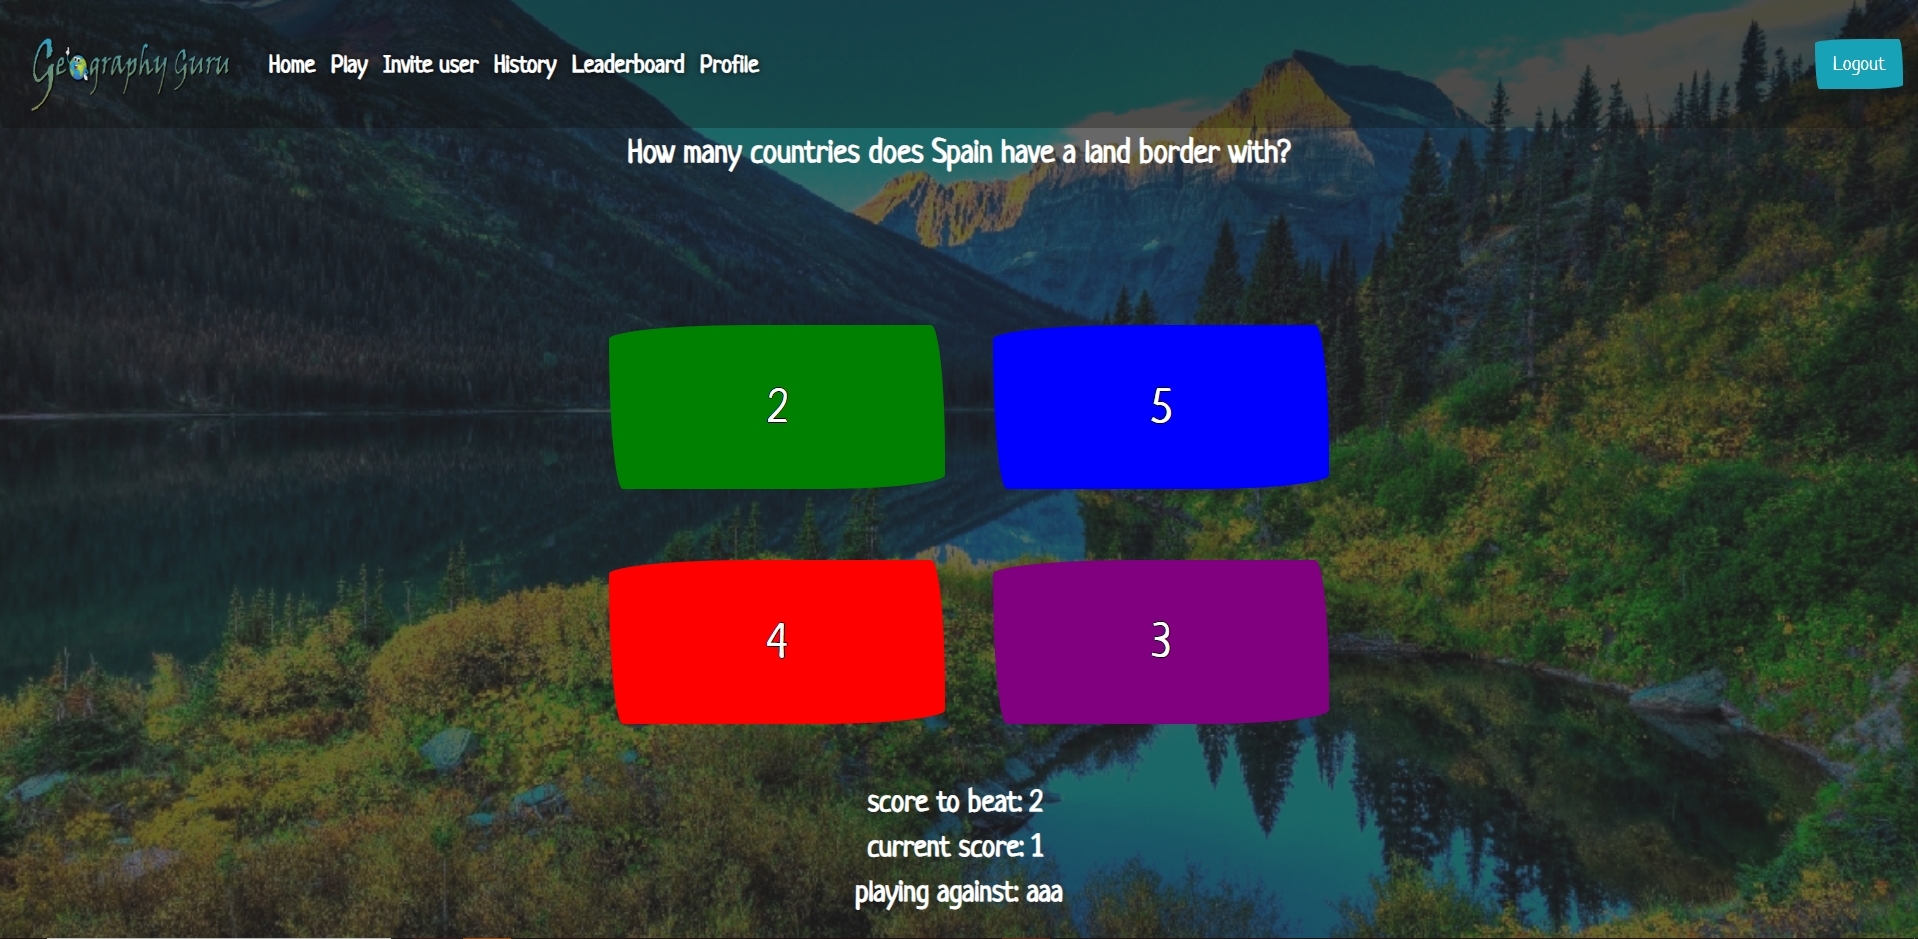 Geography Guru Home Play Invite user History Leaderboard Profile Logout
How many countries does Spain have a land border with?
2 5
4 3
score to beat: 2
current score: 1
playing against: aaa